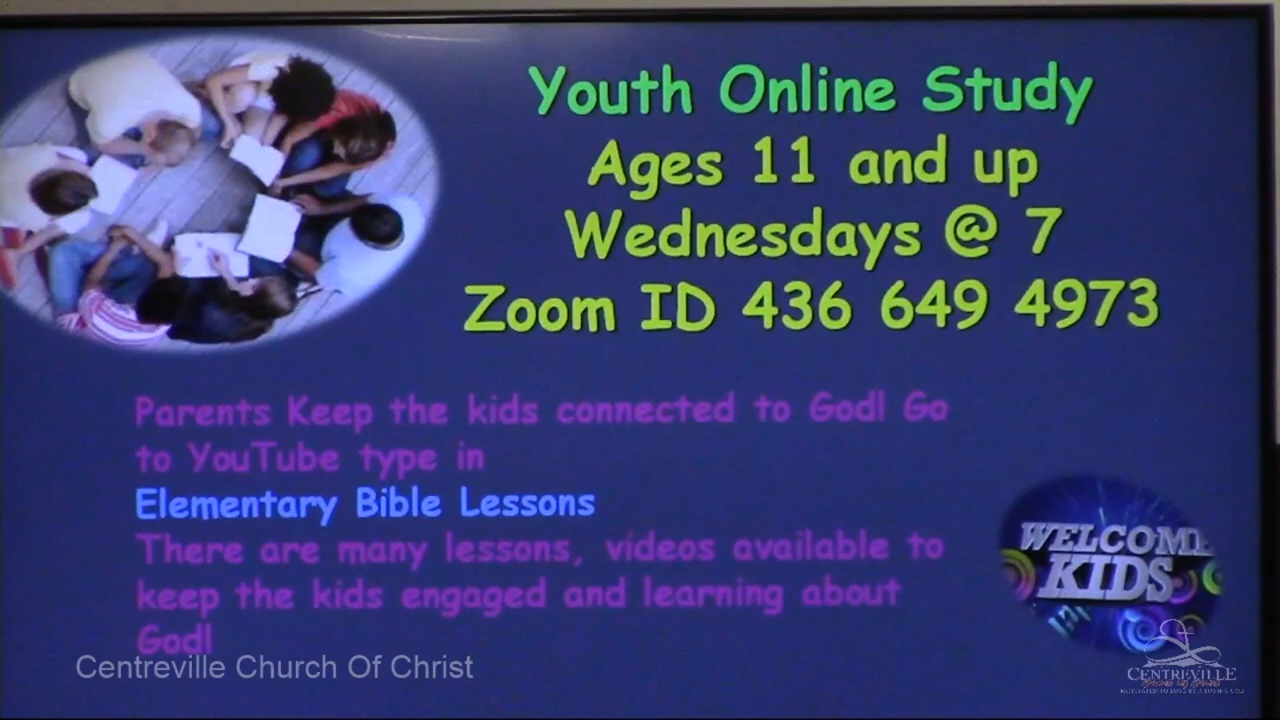 Youth Online Study
Ages 11 and up
Wednesdays @ 7
Zoom ID 436 649 4973
Parents Keep the kids connected to God! Go
to YouTube type in
Elementary Bible Lessons
There are many lessons, videos available to
keep the kids engaged and learning about
God!
WELCOME
KIDS
Centreville Church Of Christ
CENTREVILLE